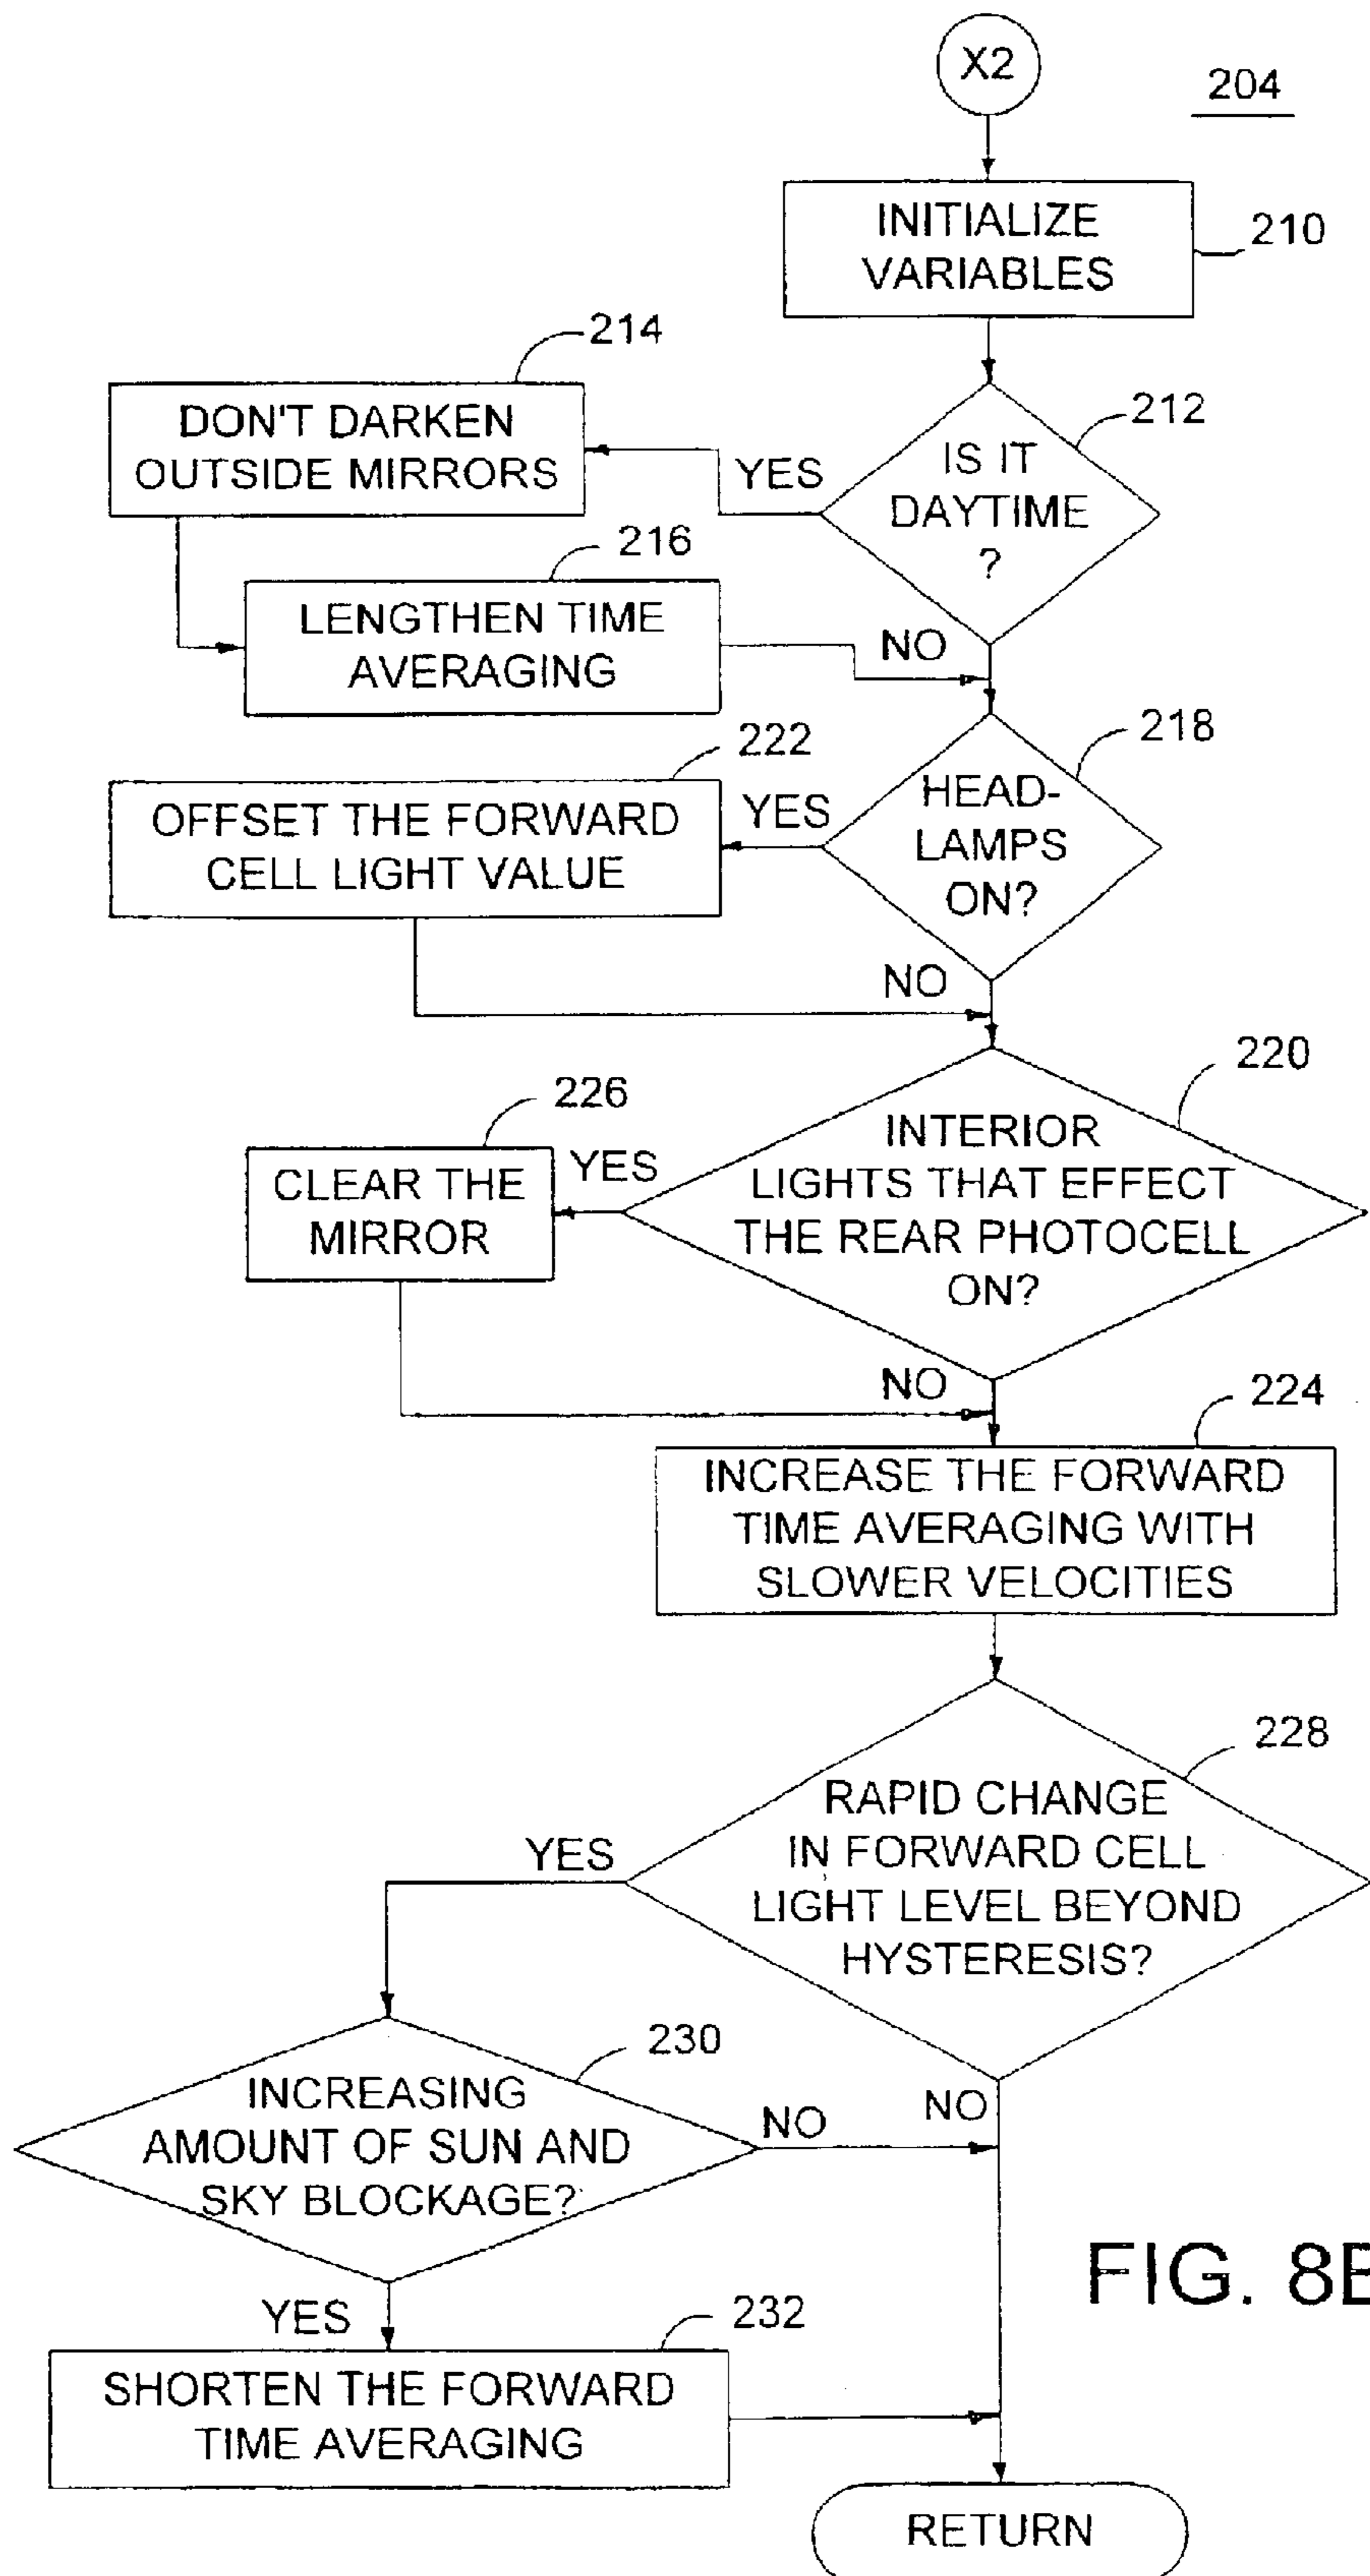 X2
204
INITIALIZE
VARIABLES
210
214
DON'T DARKEN
OUTSIDE MIRRORS
212
IS IT
DAYTIME
?
YES
216
LENGTHEN TIME
AVERAGING
NO
218
222
HEAD-
LAMPS
ON?
YES
OFFSET THE FORWARD
CELL LIGHT VALUE
NO
220
226
INTERIOR
LIGHTS THAT EFFECT
THE REAR PHOTOCELL
ON?
YES
CLEAR THE
MIRROR
NO
224
INCREASE THE FORWARD
TIME AVERAGING WITH
SLOWER VELOCITIES
228
RAPID CHANGE
IN FORWARD CELL
LIGHT LEVEL BEYOND
HYSTERESIS?
YES
230
INCREASING
AMOUNT OF SUN AND
SKY BLOCKAGE?
NO
NO
FIG. 8B
YES
232
SHORTEN THE FORWARD
TIME AVERAGING
RETURN